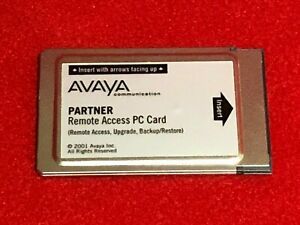 Insert with arrows facing up
AVAYA
communication
PARTNER
Remote Access PC Card
(Remote Access, Upgrade, Backup/Restore)
© 2001 Avaya Inc.
All Rights Reserved
Insert